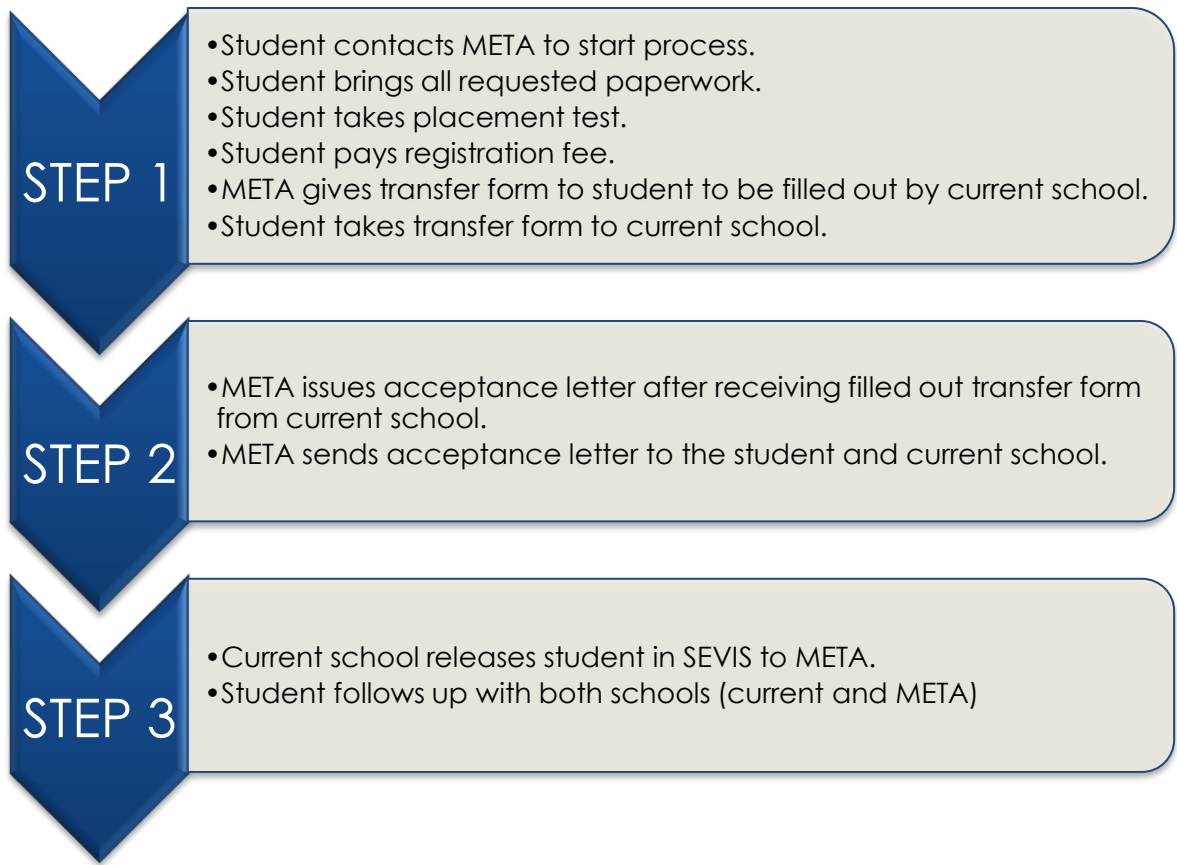 STEP 1
•Student contacts META to start process.
•Student brings all requested paperwork.
•Student takes placement test.
•Student pays registration fee.
•META gives transfer form to student to be filled out by current school.
•Student takes transfer form to current school.
STEP 2
•META issues acceptance letter after receiving filled out transfer form
from current school.
•META sends acceptance letter to the student and current school.
STEP 3
•Current school releases student in SEVIS to META.
•Student follows up with both schools (current and META)